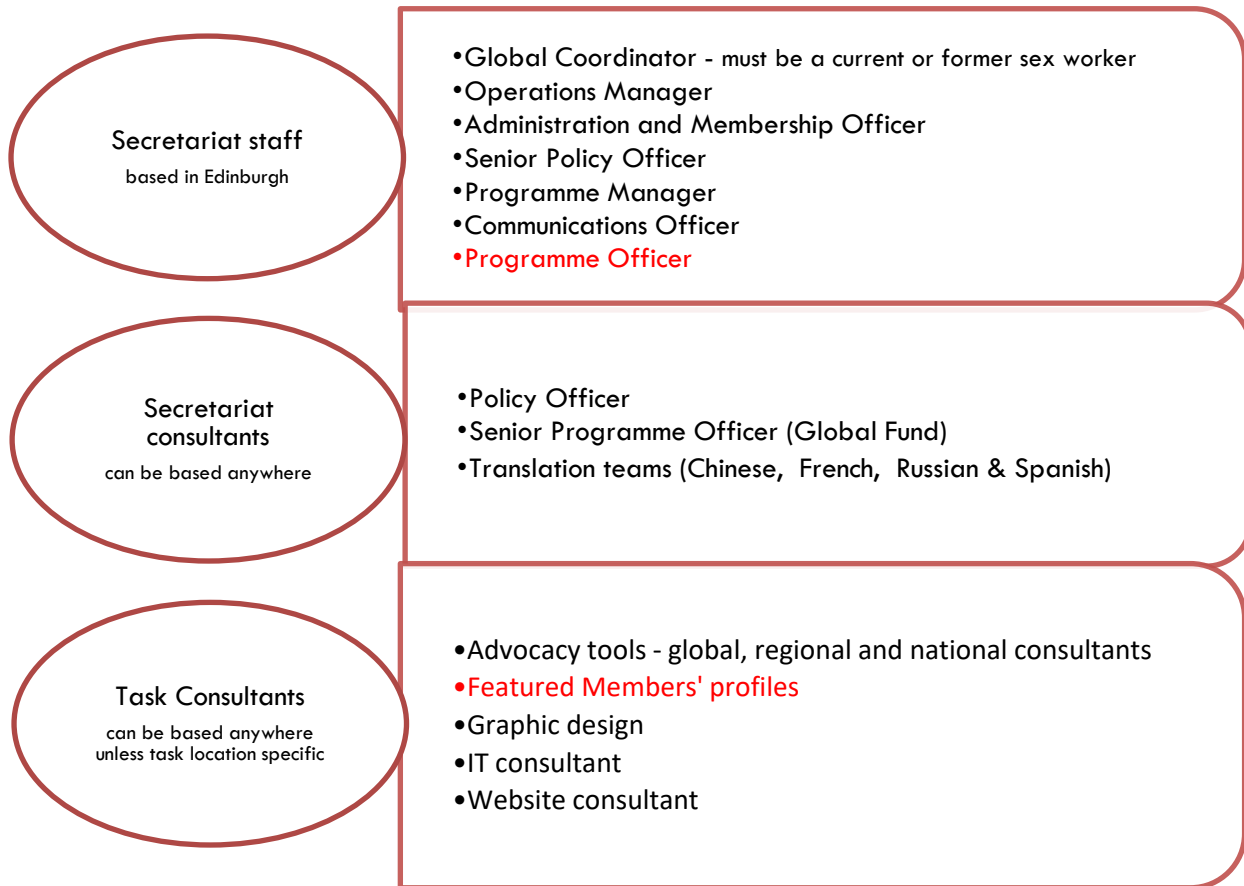 Secretariat staff
based in Edinburgh
•Global Coordinator - must be a current or former sex worker
•Operations Manager
•Administration and Membership Officer
•Senior Policy Officer
•Programme Manager
•Communications Officer
•Programme Officer
Secretariat
consultants
can be based anywhere
•Policy Officer
•Senior Programme Officer (Global Fund)
•Translation teams (Chinese, French, Russian & Spanish)
Task Consultants
can be based anywhere
unless task location specific
•Advocacy tools - global, regional and national consultants
•Featured Members' profiles
•Graphic design
•IT consultant
•Website consultant